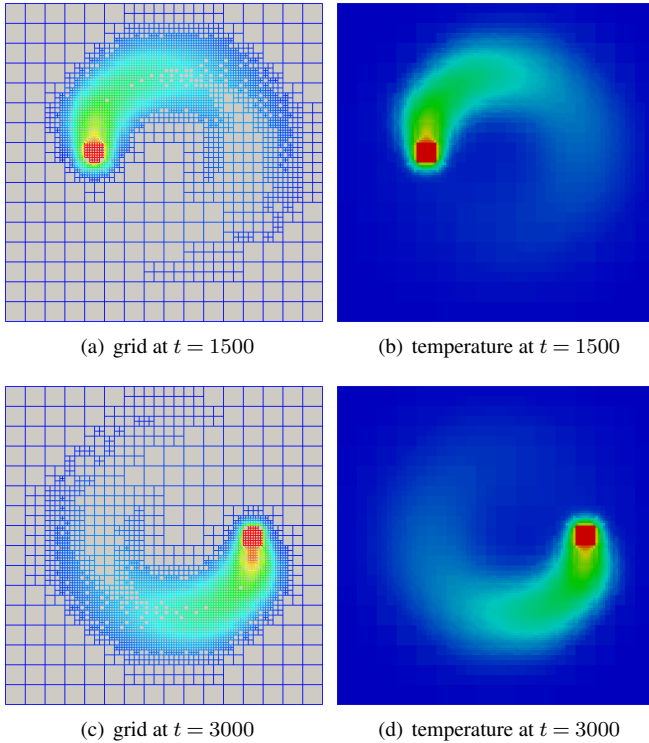 (a) grid at t = 1500
(b) temperature at t = 1500
(c) grid at t = 3000
(d) temperature at t = 3000